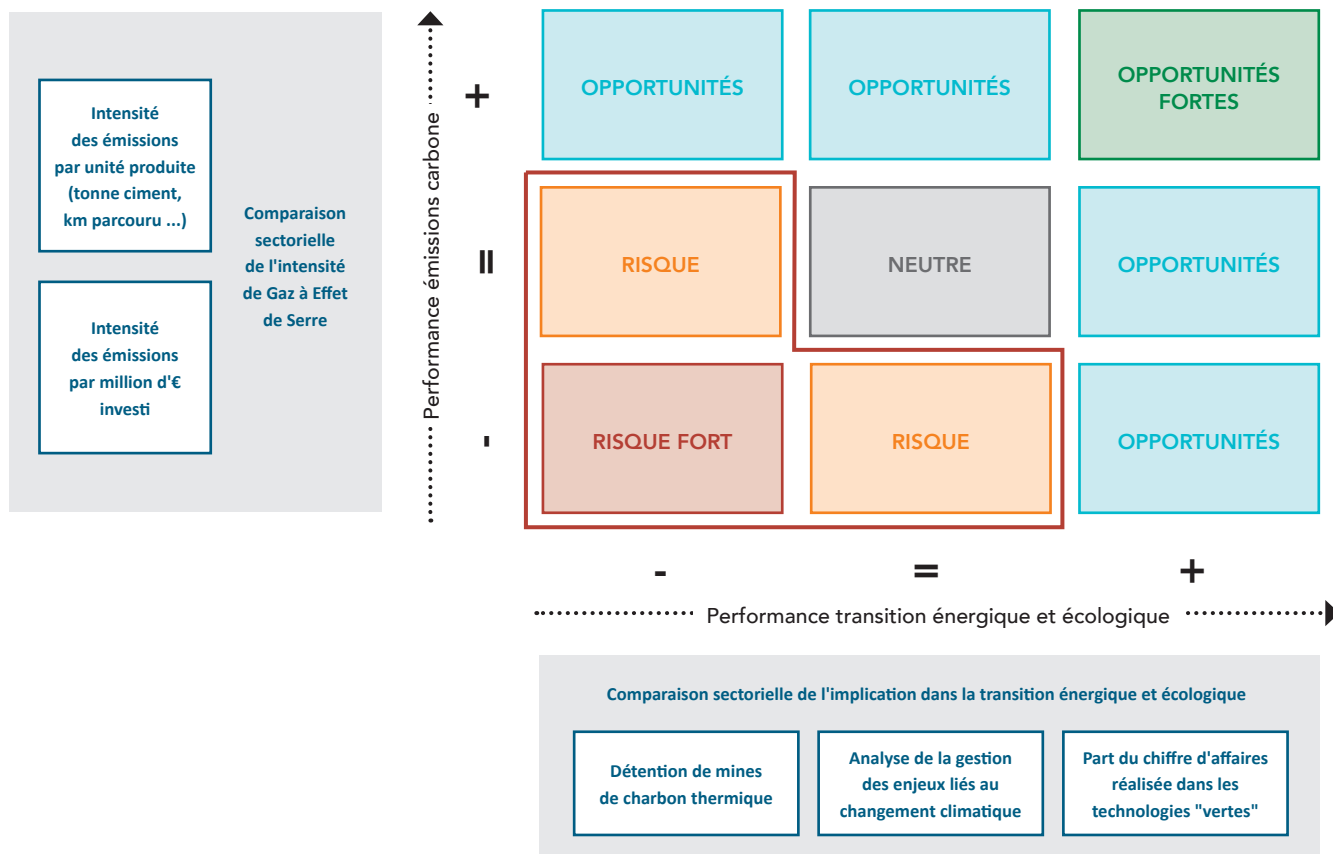 Intensité
des émissions
par unité produite
(tonne ciment,
km parcouru ...)
Intensité
des émissions
par million d'€
investi
Comparaison
sectorielle
de l'intensité
de Gaz à Effet
de Serre
Performance émissions carbone
+
=
-
OPPORTUNITÉS
OPPORTUNITÉS
OPPORTUNITÉS
FORTES
RISQUE
NEUTRE
OPPORTUNITÉS
RISQUE FORT
RISQUE
OPPORTUNITÉS
- = +
Performance transition énergique et écologique
Comparaison sectorielle de l'implication dans la transition énergique et écologique
Détention de mines
de charbon thermique
Analyse de la gestion
des enjeux liés au
changement climatique
Part du chiffre d'affaires
réalisée dans les
technologies "vertes"